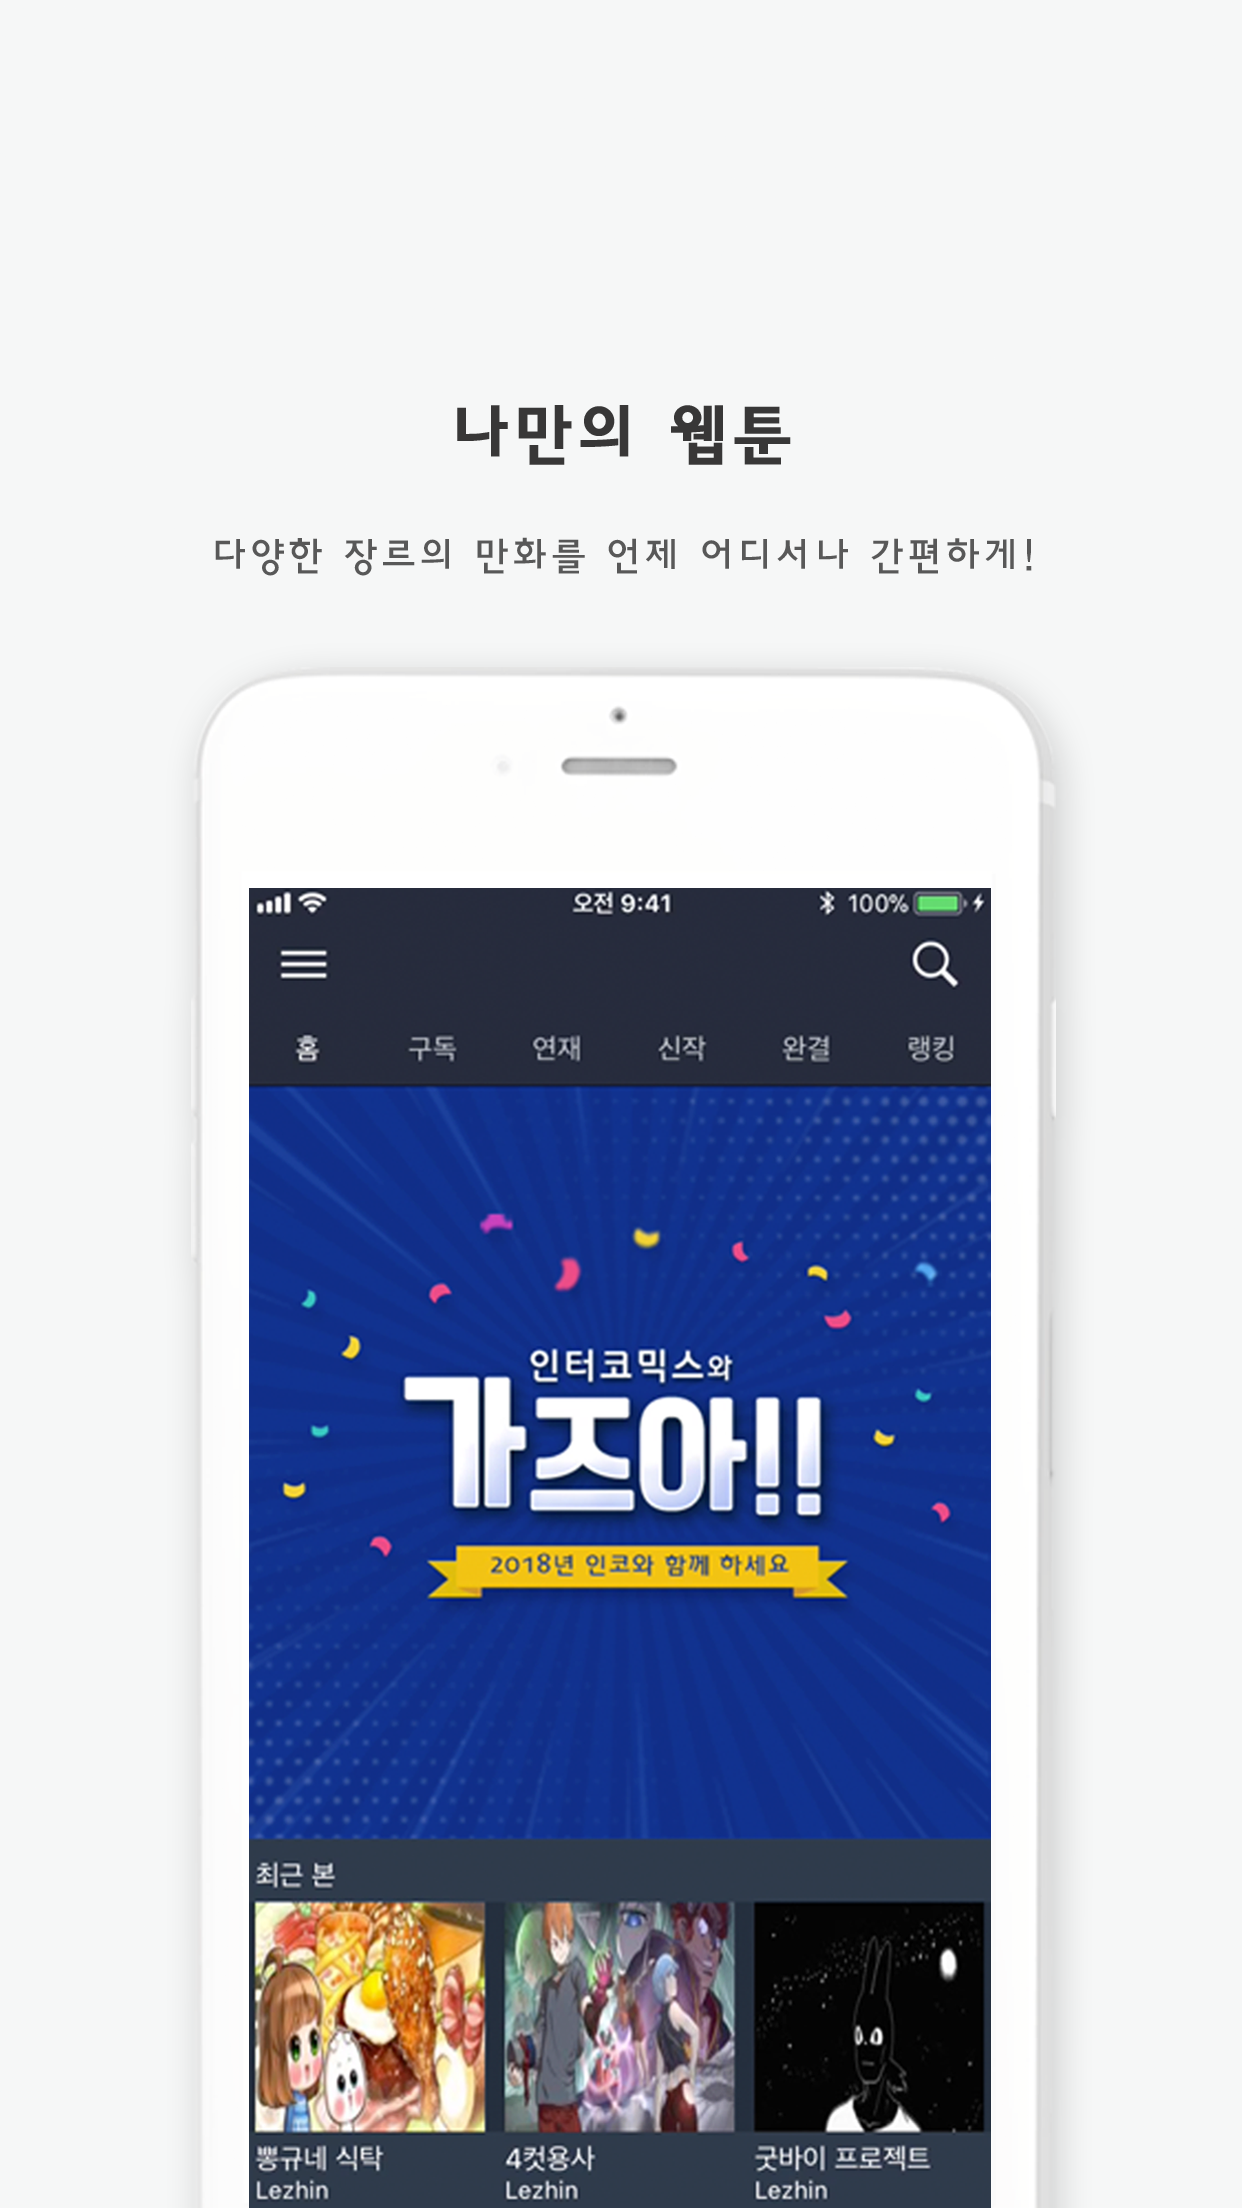 나만의 웹툰
다양한 장르의 만화를 언제 어디서나 간편하게!
오전 9:41
100%
홈 구독 연재 신작 완결 랭킹
인터코믹스와
가즈아!!
2018년 인코와 함께 하세요
최근 본
뽕규네 식탁 4컷용사 굿바이 프로젝트
Lezhin Lezhin Lezhin